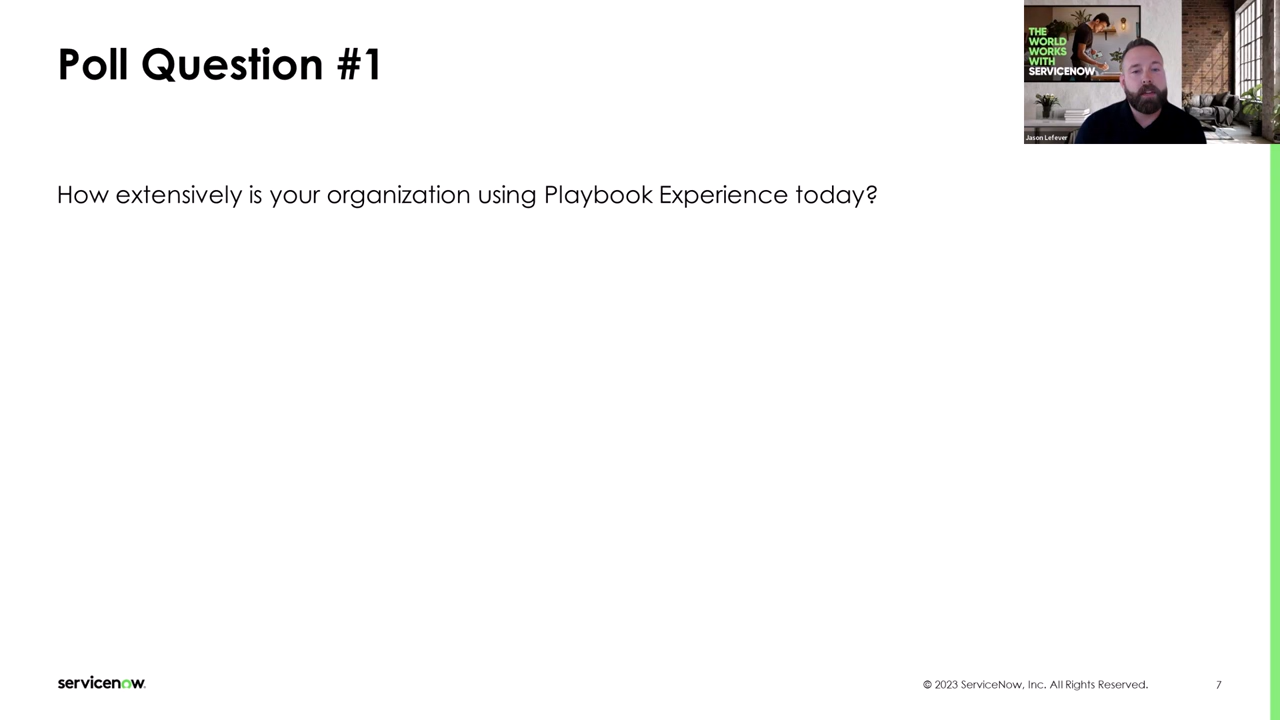 Poll Question #1
THE
WORLD
WORKS
WITH
SERVICENOW
Jason Lefever
How extensively is your organization using Playbook Experience today?
servicenow
© 2023 ServiceNow, Inc. All Rights Reserved.
7